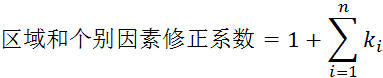 区域和个别因素修正系数 = 1 + ∑_{i=1}^{n} k_i